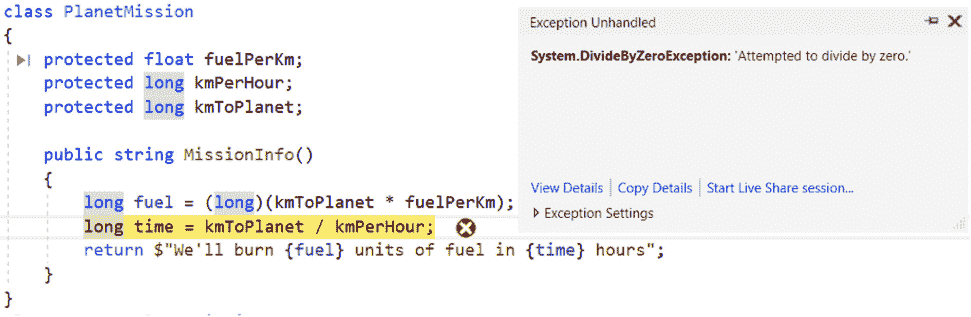 class PlanetMission
{
protected float fuelPerKm;
protected long kmPerHour;
protected long kmToPlanet;
public string MissionInfo()
{
long fuel = (long)(kmToPlanet * fuelPerKm);
long time = kmToPlanet / kmPerHour;
return $"We'll burn {fuel} units of fuel in {time} hours";
}
}
Exception Unhandled
System.DivideByZeroException: 'Attempted to divide by zero.'
View Details | Copy Details | Start Live Share session...
Exception Settings